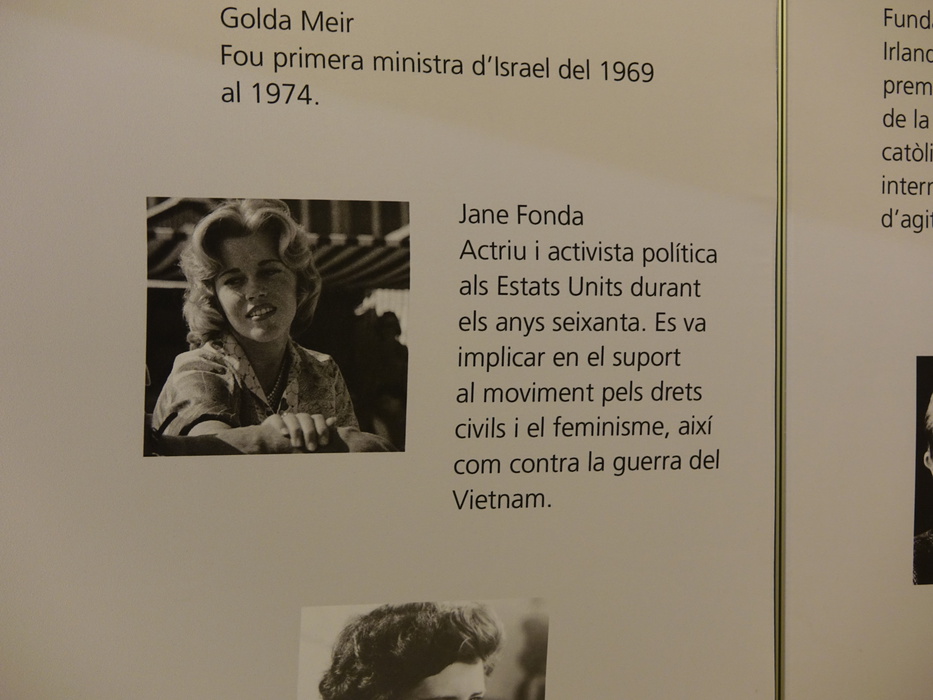 Golda Meir
Fou primera ministra d'Israel del 1969
al 1974.
Jane Fonda
Actriu i activista política
als Estats Units durant
els anys seixanta. Es va
implicar en el suport
al moviment pels drets
civils i el feminisme, així
com contra la guerra del
Vietnam.
de la